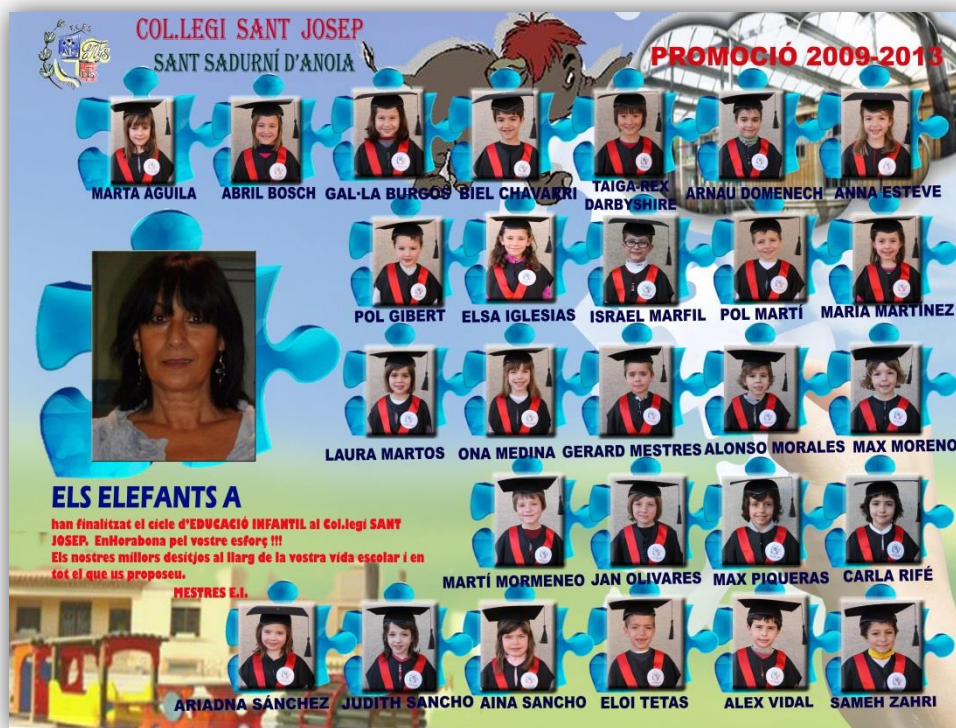 COL.LEGI SANT JOSEP
SANT SADURNÍ D'ANOIA
PROMOCIÓ 2009-2013
MARTA AGUILA
ABRIL BOSCH
GAL·LA BURGOS
BIEL CHAVARRI
TAIGA-REX
DARBYSHIRE
ARNAU DOMENECH
ANNA ESTEVE
POL GIBERT
ELSA IGLESIAS
ISRAEL MARFIL
POL MARTÍ
MARIA MARTÍNEZ
LAURA MARTOS
ONA MEDINA
GERARD MESTRES
ALONSO MORALES
MAX MORENO
ELS ELEFANTS A
han finalitzat el cicle d'EDUCACIÓ INFANTIL al Col.legi SANT
JOSEP. EnHorabona pel vostre esforç !!!
Els nostres millors desitjos al llarg de la vostra vida escolar i en
tot el que us proposeu.
MESTRES E.I.
MARTÍ MORMENEO
JAN OLIVARES
MAX PIQUERAS
CARLA RIFÉ
ARIADNA SÁNCHEZ
JUDITH SANCHO
AINA SANCHO
ELOI TETAS
ALEX VIDAL
SAMEH ZAHRI